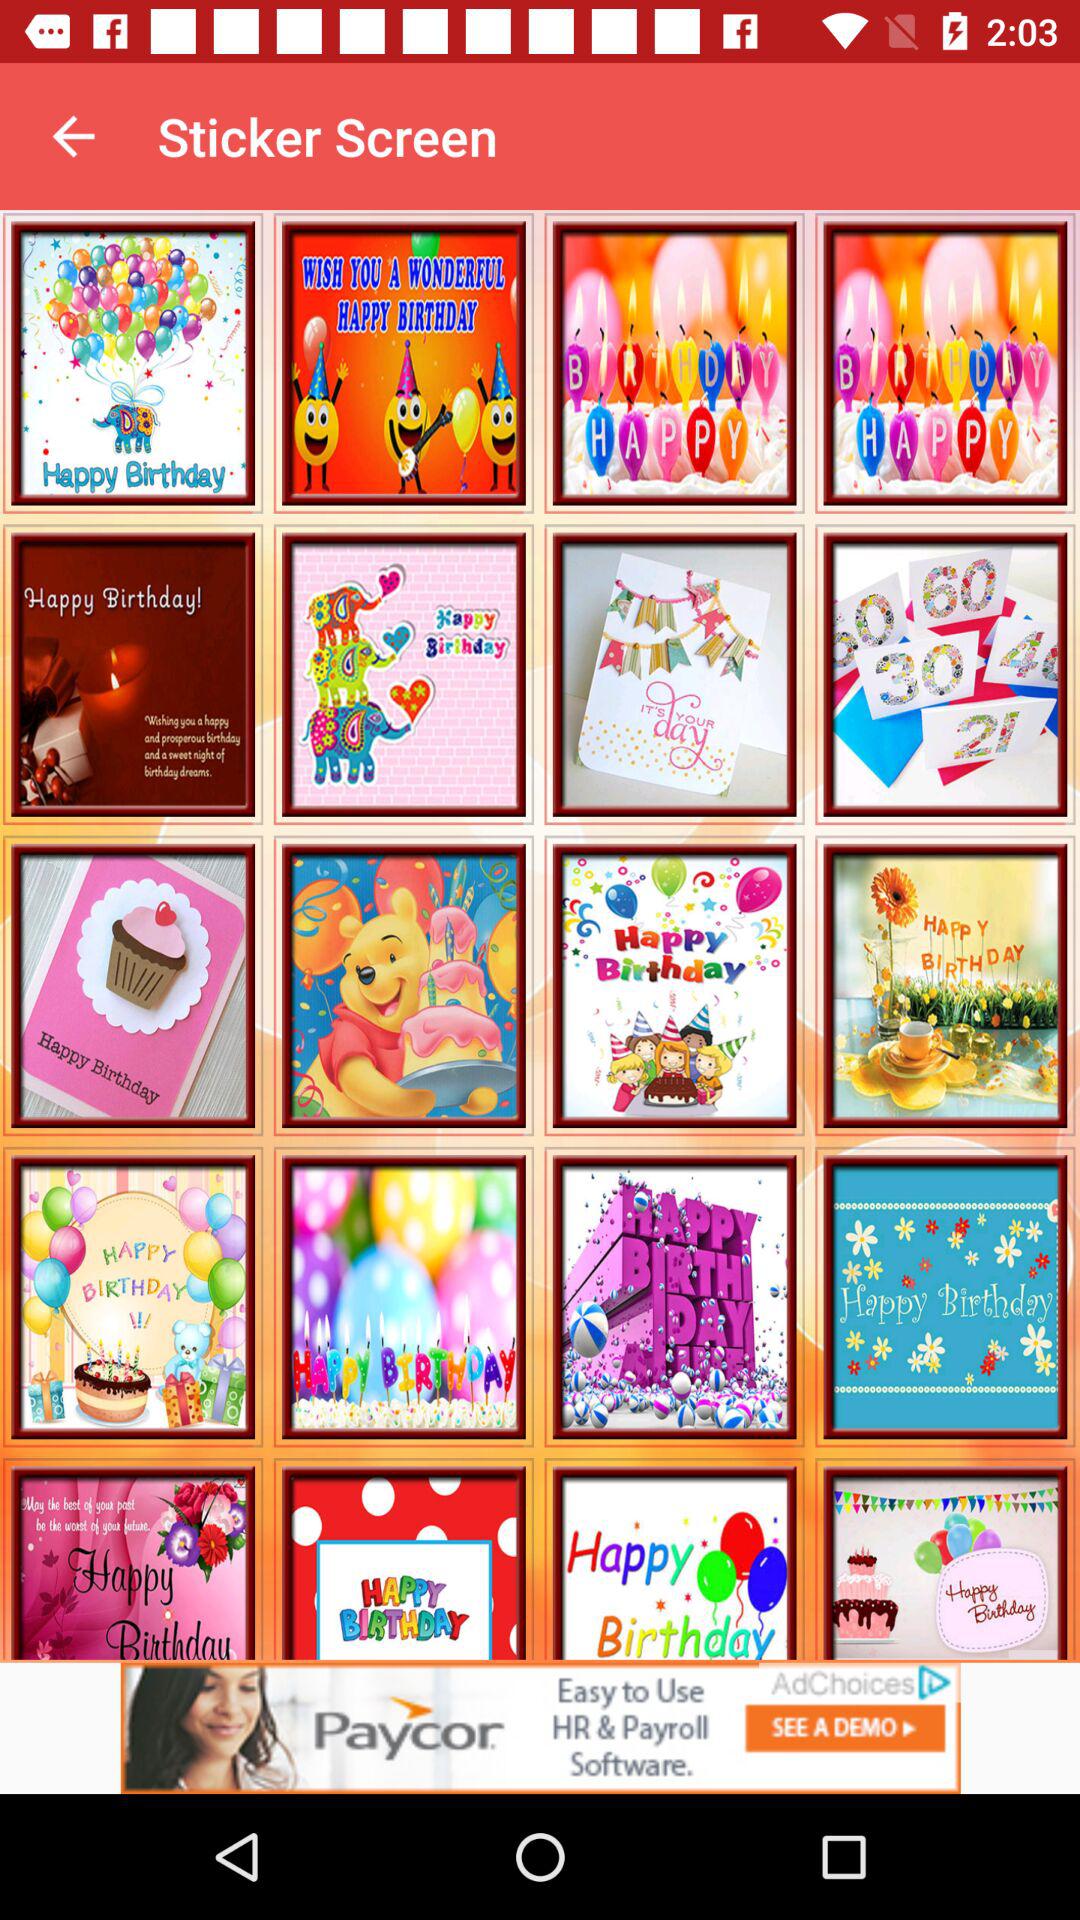 2:03
Sticker Screen
Happy Birthday
WISH YOU A WONDERFUL
HAPPY BIRTHDAY
BIRTHDAY
HAPPY
BIRTHDAY
HAPPY
Happy Birthday!
Wishing you a happy
and prosperous birthday
and a sweet night of
birthday dreams.
Happy
Birthday
IT'S YOUR
day
60
30
21
Happy Birthday
Happy
Birthday
HAPPY
BIRTHDAY
HAPPY
BIRTHDAY
!!!
HAPPY BIRTHDAY
HAPPY
BIRTH
DAY
Happy Birthday
May the best of your past
be the worst of your future.
Happy
Birthday
HAPPY
BIRTHDAY
Happy
Birthday
Happy
Birthday
Paycor
Easy to Use
HR & Payroll
Software.
AdChoices
SEE A DEMO